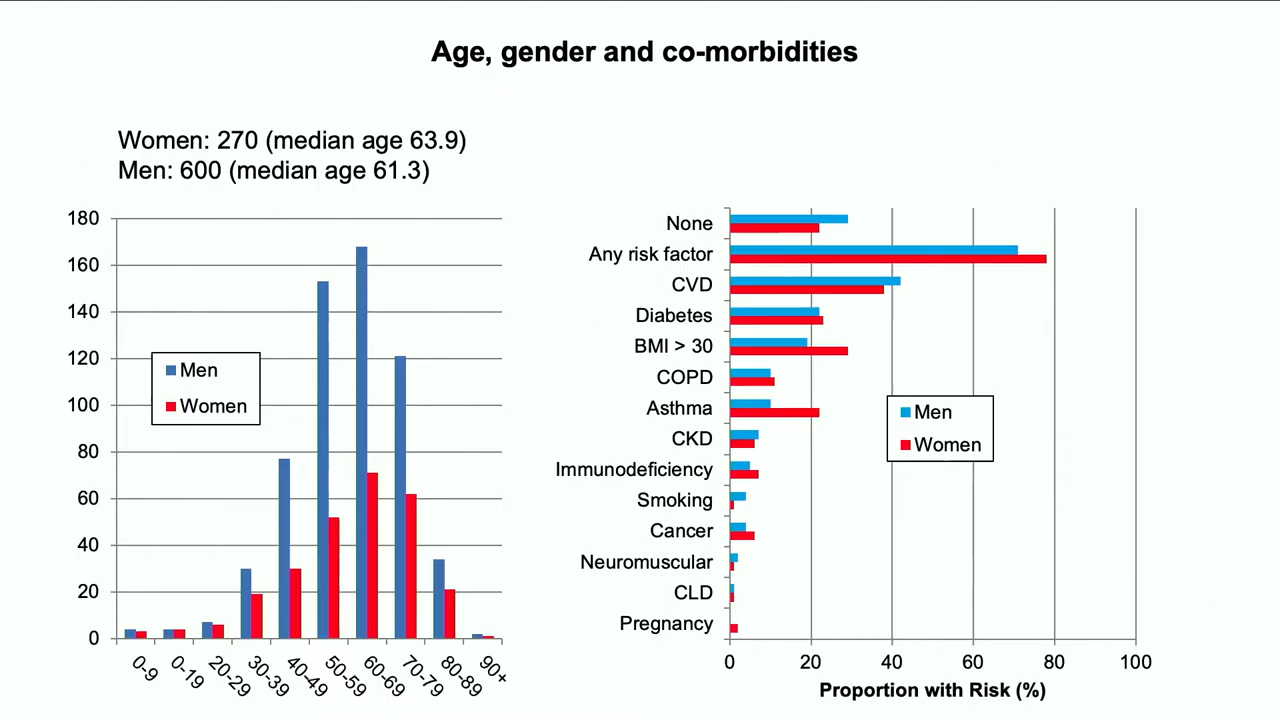 Age, gender and co-morbidities
Women: 270 (median age 63.9)
Men: 600 (median age 61.3)
180
160
140
120
100
80
60
40
20
0
Men
Women
0-9
0-19
20-29
30-39
40-49
50-59
60-69
70-79
80-89
90+
None
Any risk factor
CVD
Diabetes
BMI > 30
COPD
Asthma
CKD
Immunodeficiency
Smoking
Cancer
Neuromuscular
CLD
Pregnancy
Men
Women
0 20 40 60 80 100
Proportion with Risk (%)